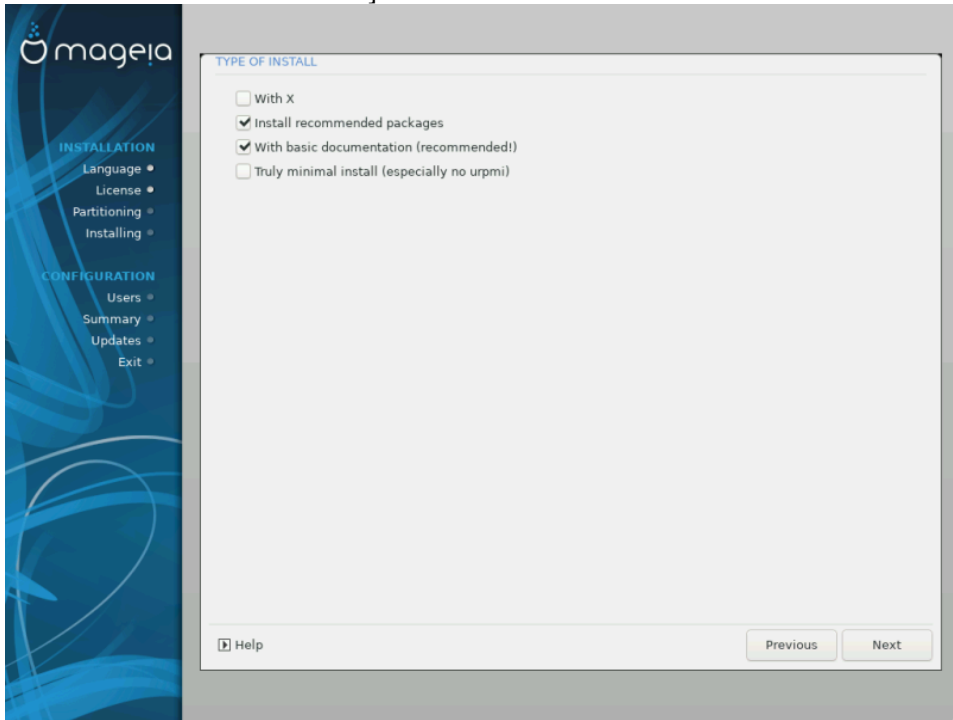 ]
mageia
INSTALLATION
Language
License
Partitioning
Installing
CONFIGURATION
Users
Summary
Updates
Exit
TYPE OF INSTALL
With X
Install recommended packages
With basic documentation (recommended!)
Truly minimal install (especially no urpmi)
Help
Previous
Next